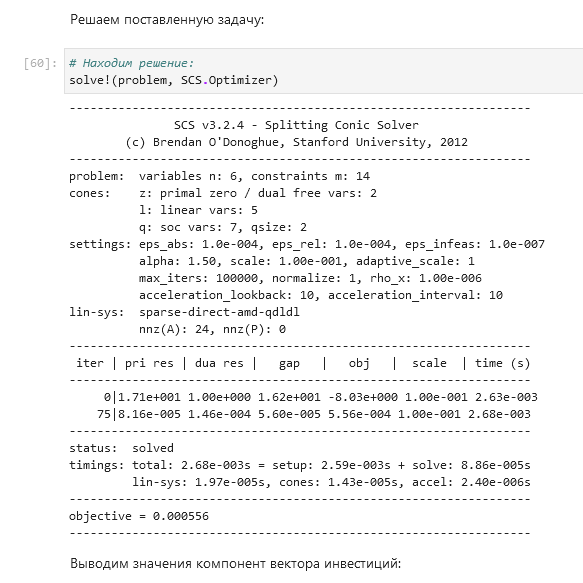 Решаем поставленную задачу:
[60]: # Находим решение:
solve!(problem, SCS.Optimizer)
------------------------------------------------------------------
SCS v3.2.4 - Splitting Conic Solver
(c) Brendan O'Donoghue, Stanford University, 2012
------------------------------------------------------------------
problem:  variables n: 6, constraints m: 14
cones:    z: primal zero / dual free vars: 2
l: linear vars: 5
q: soc vars: 7, qsize: 2
settings: eps_abs: 1.0e-004, eps_rel: 1.0e-004, eps_infeas: 1.0e-007
alpha: 1.50, scale: 1.00e-001, adaptive_scale: 1
max_iters: 100000, normalize: 1, rho_x: 1.00e-006
acceleration_lookback: 10, acceleration_interval: 10
lin-sys:  sparse-direct-amd-qdldl
nnz(A): 24, nnz(P): 0
------------------------------------------------------------------
iter | pri res | dua res |   gap   |   obj   |  scale  | time (s)
------------------------------------------------------------------
0|1.71e+001 1.00e+000 1.62e+001 -8.03e+000 1.00e-001 2.63e-003
75|8.16e-005 1.46e-004 5.60e-005 5.56e-004 1.00e-001 2.68e-003
------------------------------------------------------------------
status:  solved
timings: total: 2.68e-003s = setup: 2.59e-003s + solve: 8.86e-005s
lin-sys: 1.97e-005s, cones: 1.43e-005s, accel: 2.40e-006s
------------------------------------------------------------------
objective = 0.000556
------------------------------------------------------------------
Выводим значения компонент вектора инвестиций: